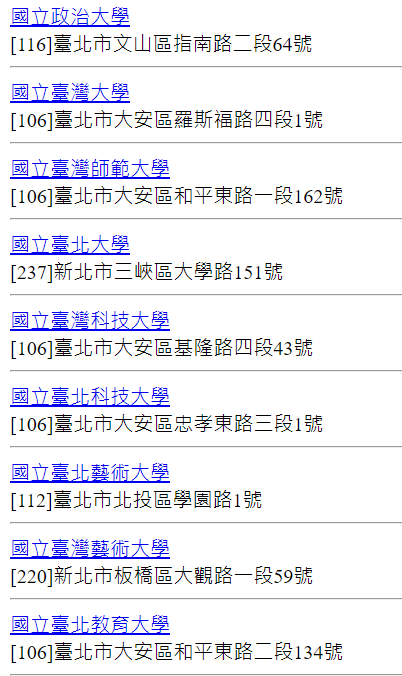 國立政治大學
[116]臺北市文山區指南路二段64號
國立臺灣大學
[106]臺北市大安區羅斯福路四段1號
國立臺灣師範大學
[106]臺北市大安區和平東路一段162號
國立臺北大學
[237]新北市三峽區大學路151號
國立臺灣科技大學
[106]臺北市大安區基隆路四段43號
國立臺北科技大學
[106]臺北市大安區忠孝東路三段1號
國立臺北藝術大學
[112]臺北市北投區學園路1號
國立臺灣藝術大學
[220]新北市板橋區大觀路一段59號
國立臺北教育大學
[106]臺北市大安區和平東路二段134號